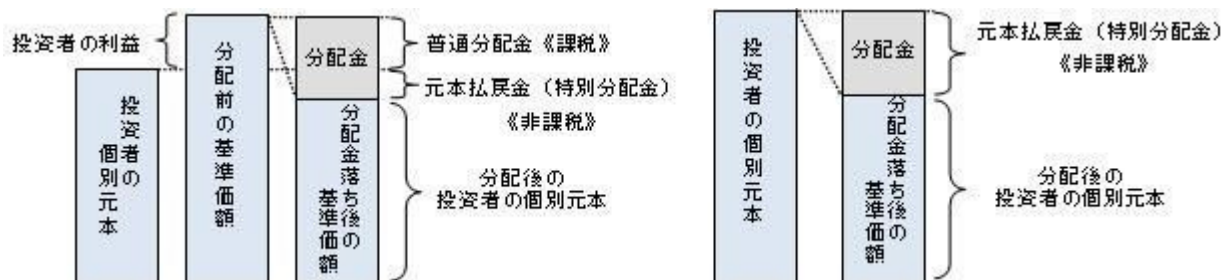 投資者の利益
投資者の
個別元本
分配前の基準価額
分配金
分配金落ち後の
基準価額
普通分配金《課税》
元本払戻金（特別分配金）
《非課税》
分配後の
投資者の個別元本
投資者の個別元本
分配金
分配金落ち後の
基準価額
元本払戻金（特別分配金）
《非課税》
分配後の
投資者の個別元本